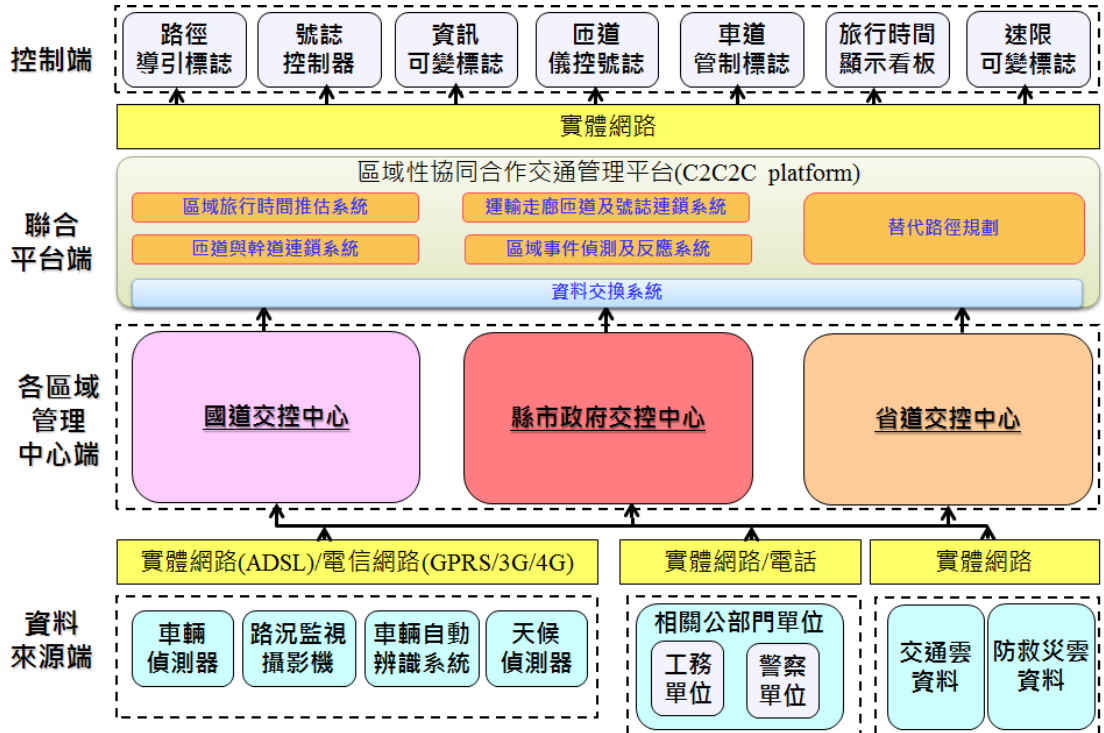 控制端
路徑
導引標誌
號誌
控制器
資訊
可變標誌
匝道
儀控號誌
車道
管制標誌
旅行時間
顯示看板
速限
可變標誌
實體網路
聯合
平台端
區域性協同合作交通管理平台(C2C2C platform)
區域旅行時間推估系統
運輸走廊匝道及號誌連鎖系統
替代路徑規劃
匝道與幹道連鎖系統
區域事件偵測及反應系統
資料交換系統
各區域
管理
中心端
國道交控中心
縣市政府交控中心
省道交控中心
實體網路(ADSL)/電信網路(GPRS/3G/4G)
實體網路/電話
實體網路
資料
來源端
車輛
偵測器
路況監視
攝影機
車輛自動
辨識系統
天候
偵測器
相關公部門單位
工務
單位
警察
單位
交通雲
資料
防救災雲
資料